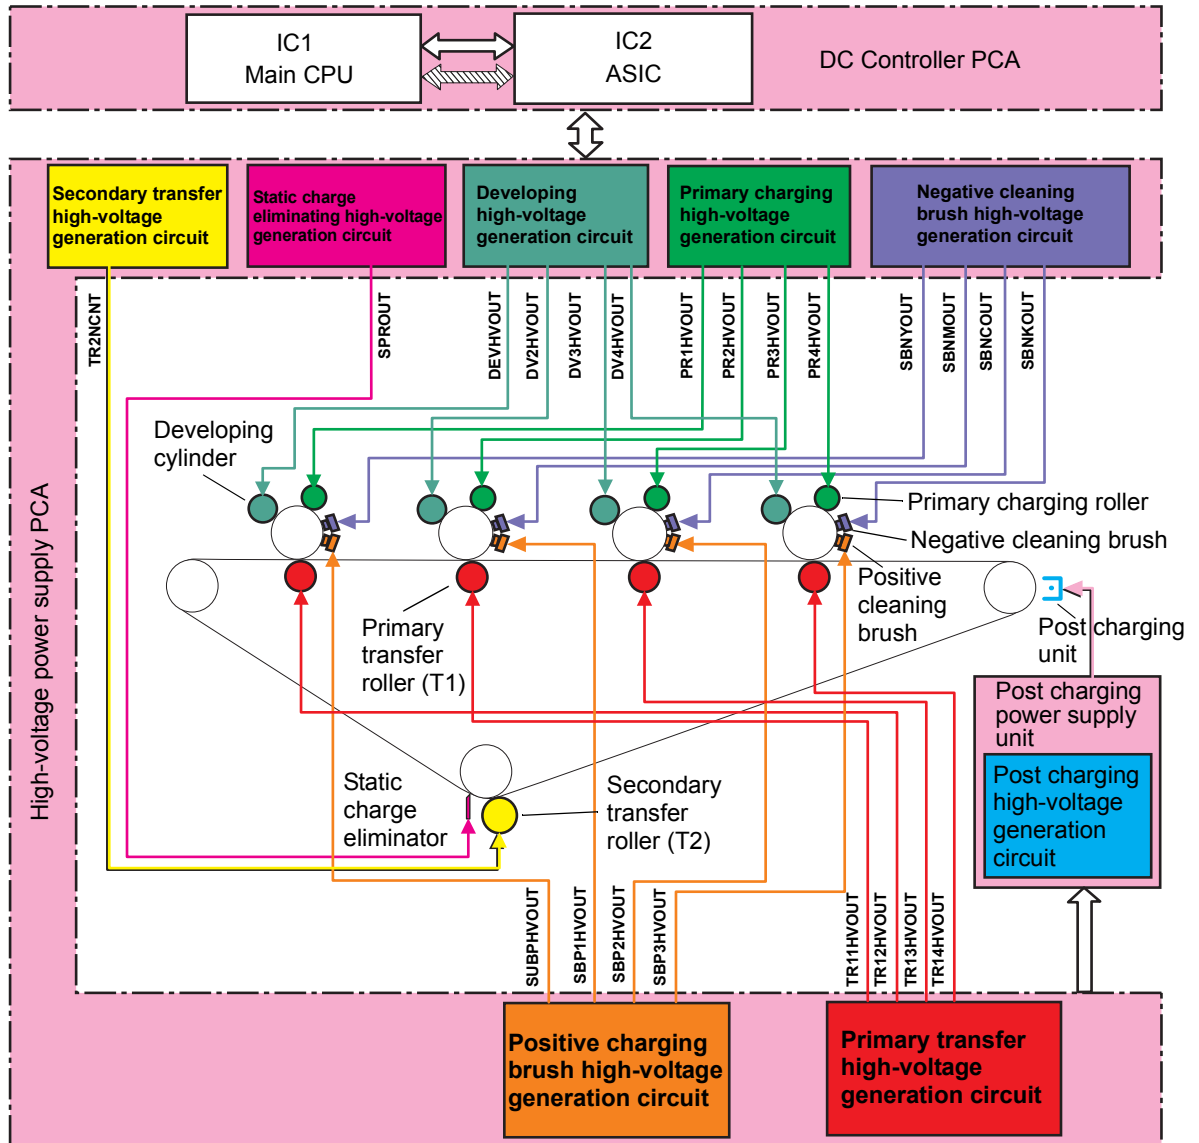 IC1
Main CPU
IC2
ASIC
DC Controller PCA
Secondary transfer
high-voltage
generation circuit
Static charge
eliminating high-voltage
generation circuit
Developing
high-voltage
generation circuit
Primary charging
high-voltage
generation circuit
Negative cleaning
brush high-voltage
generation circuit
TR2NCNT
SPROUT
DEVHVOUT
DV2HVOUT
DV3HVOUT
DV4HVOUT
PR1HVOUT
PR2HVOUT
PR3HVOUT
PR4HVOUT
SBNYOUT
SBNMOUT
SBNCOUT
SBNKOUT
High-voltage power supply PCA
Developing
cylinder
Primary charging roller
Negative cleaning brush
Positive
cleaning
brush
Post charging
unit
Primary
transfer
roller (T1)
Post charging
power supply
unit
Post charging
high-voltage
generation
circuit
Static
charge
eliminator
Secondary
transfer
roller (T2)
SUBPHVOUT
SBP1HVOUT
SBP2HVOUT
SBP3HVOUT
TR11HVOUT
TR12HVOUT
TR13HVOUT
TR14HVOUT
Positive charging
brush high-voltage
generation circuit
Primary transfer
high-voltage
generation circuit